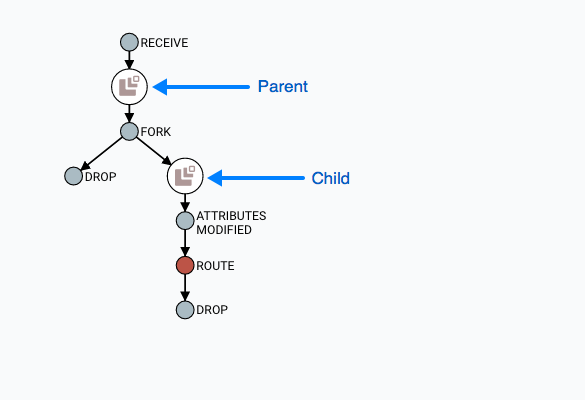 RECEIVE
Parent
FORK
DROP
Child
ATTRIBUTES
MODIFIED
ROUTE
DROP